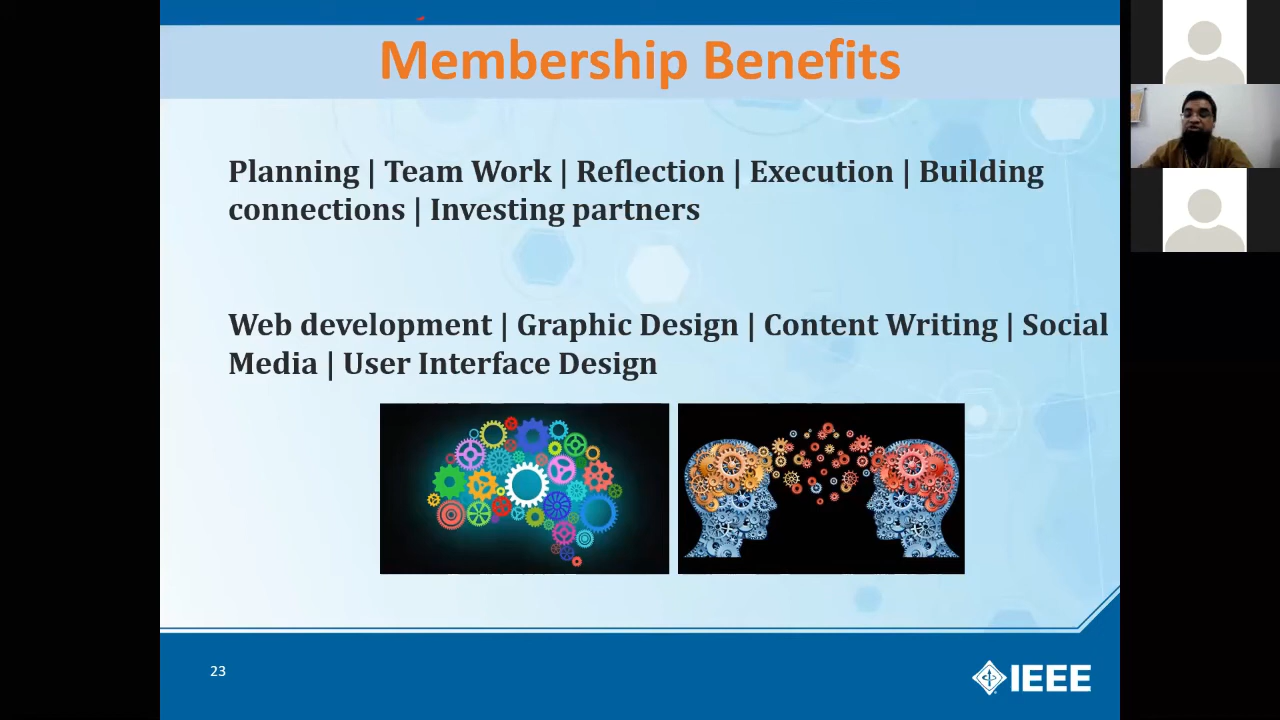 Membership Benefits
Planning | Team Work | Reflection | Execution | Building
connections | Investing partners
Web development | Graphic Design | Content Writing | Social
Media | User Interface Design
23
IEEE